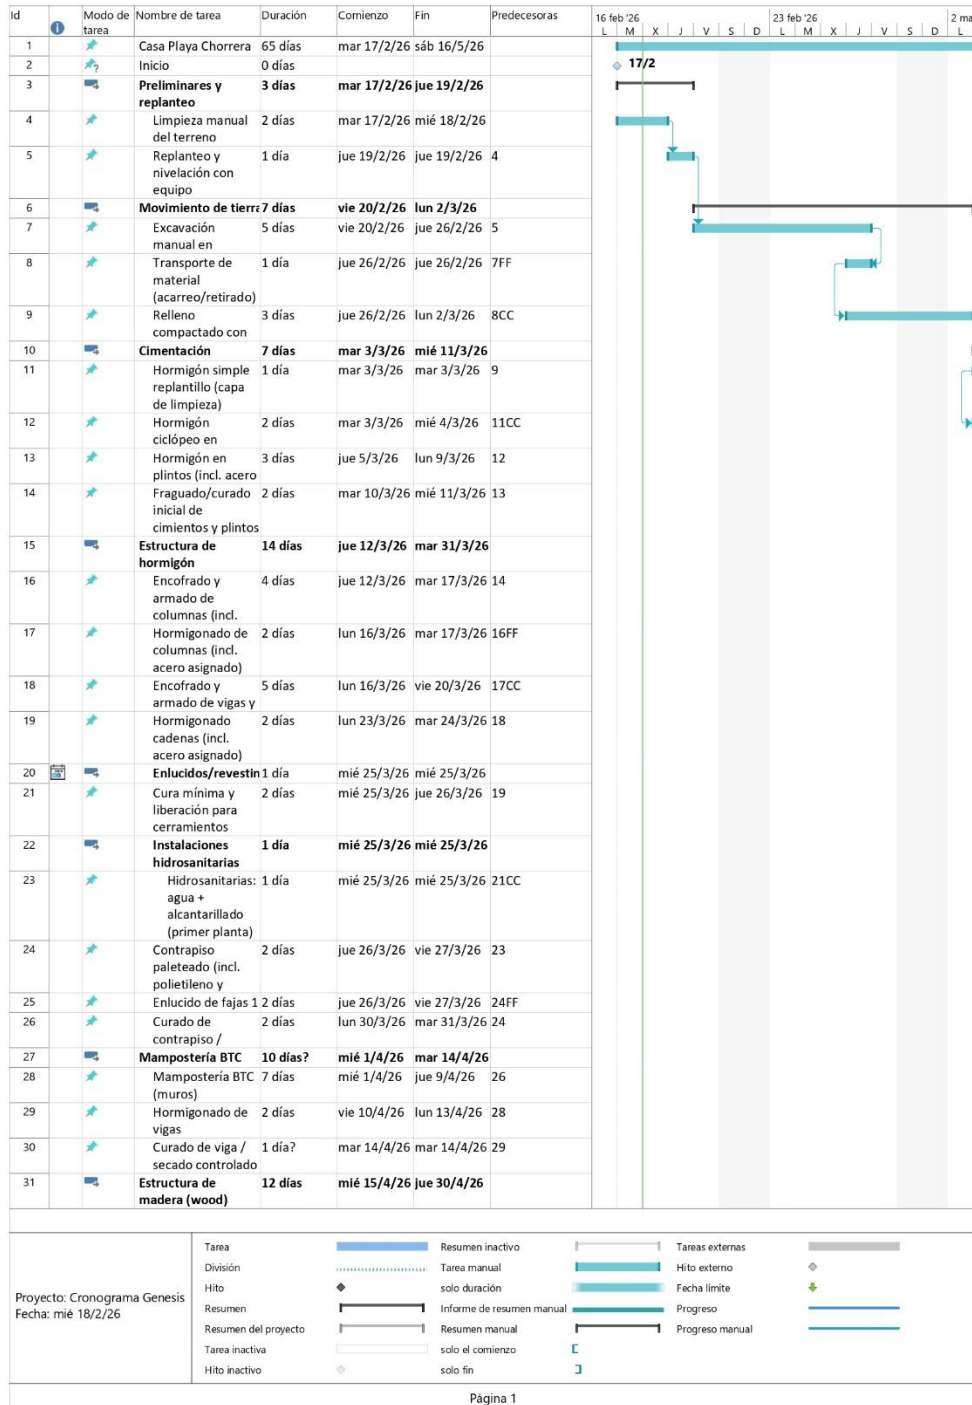 Id Modo de tarea Nombre de tarea Duración Comienzo Fin Predecesoras 16 feb '26 23 feb '26 2 ma
L M X J V S D L M X J V S D L
1 Casa Playa Chorrera 65 días mar 17/2/26 sáb 16/5/26
2 Inicio 0 días 17/2
3 Preliminares y replanteo 3 días mar 17/2/26 jue 19/2/26
4 Limpieza manual del terreno 2 días mar 17/2/26 mié 18/2/26
5 Replanteo y nivelación con equipo 1 día jue 19/2/26 jue 19/2/26 4
6 Movimiento de tierra 7 días vie 20/2/26 lun 2/3/26
7 Excavación manual en 5 días vie 20/2/26 jue 26/2/26 5
8 Transporte de material (acarreo/retirado) 1 día jue 26/2/26 jue 26/2/26 7FF
9 Relleno compactado con 3 días jue 26/2/26 lun 2/3/26 8CC
10 Cimentación 7 días mar 3/3/26 mié 11/3/26
11 Hormigón simple replantillo (capa de limpieza) 1 día mar 3/3/26 mar 3/3/26 9
12 Hormigón ciclópeo en 2 días mar 3/3/26 mié 4/3/26 11CC
13 Hormigón en plintos (incl. acero 3 días jue 5/3/26 lun 9/3/26 12
14 Fraguado/curado inicial de cimientos y plintos 2 días mar 10/3/26 mié 11/3/26 13
15 Estructura de hormigón 14 días jue 12/3/26 mar 31/3/26
16 Encofrado y armado de columnas (incl. 4 días jue 12/3/26 mar 17/3/26 14
17 Hormigonado de columnas (incl. acero asignado) 2 días lun 16/3/26 mar 17/3/26 16FF
18 Encofrado y armado de vigas y 5 días lun 16/3/26 vie 20/3/26 17CC
19 Hormigonado cadenas (incl. acero asignado) 2 días lun 23/3/26 mar 24/3/26 18
20 Enlucidos/revestin 1 día mié 25/3/26 mié 25/3/26
21 Cura mínima y liberación para cerramientos 2 días mié 25/3/26 jue 26/3/26 19
22 Instalaciones hidrosanitarias 1 día mié 25/3/26 mié 25/3/26
23 Hidrosanitarias: agua + alcantarillado (primer planta) 1 día mié 25/3/26 mié 25/3/26 21CC
24 Contrapiso paleteado (incl. polietileno y 2 días jue 26/3/26 vie 27/3/26 23
25 Enlucido de fajas 1 2 días jue 26/3/26 vie 27/3/26 24FF
26 Curado de contrapiso / 2 días lun 30/3/26 mar 31/3/26 24
27 Mampostería BTC 10 días? mié 1/4/26 mar 14/4/26
28 Mampostería BTC (muros) 7 días mié 1/4/26 jue 9/4/26 26
29 Hormigonado de vigas 2 días vie 10/4/26 lun 13/4/26 28
30 Curado de viga / secado controlado 1 día? mar 14/4/26 mar 14/4/26 29
31 Estructura de madera (wood) 12 días mié 15/4/26 jue 30/4/26
Proyecto: Cronograma Genesis
Fecha: mié 18/2/26
Tarea Resumen inactivo Tareas externas
División Tarea manual Hito externo
Hito solo duración Fecha límite
Resumen Informe de resumen manual Progreso
Resumen del proyecto Resumen manual Progreso manual
Tarea inactiva solo el comienzo
Hito inactivo solo fin
Página 1